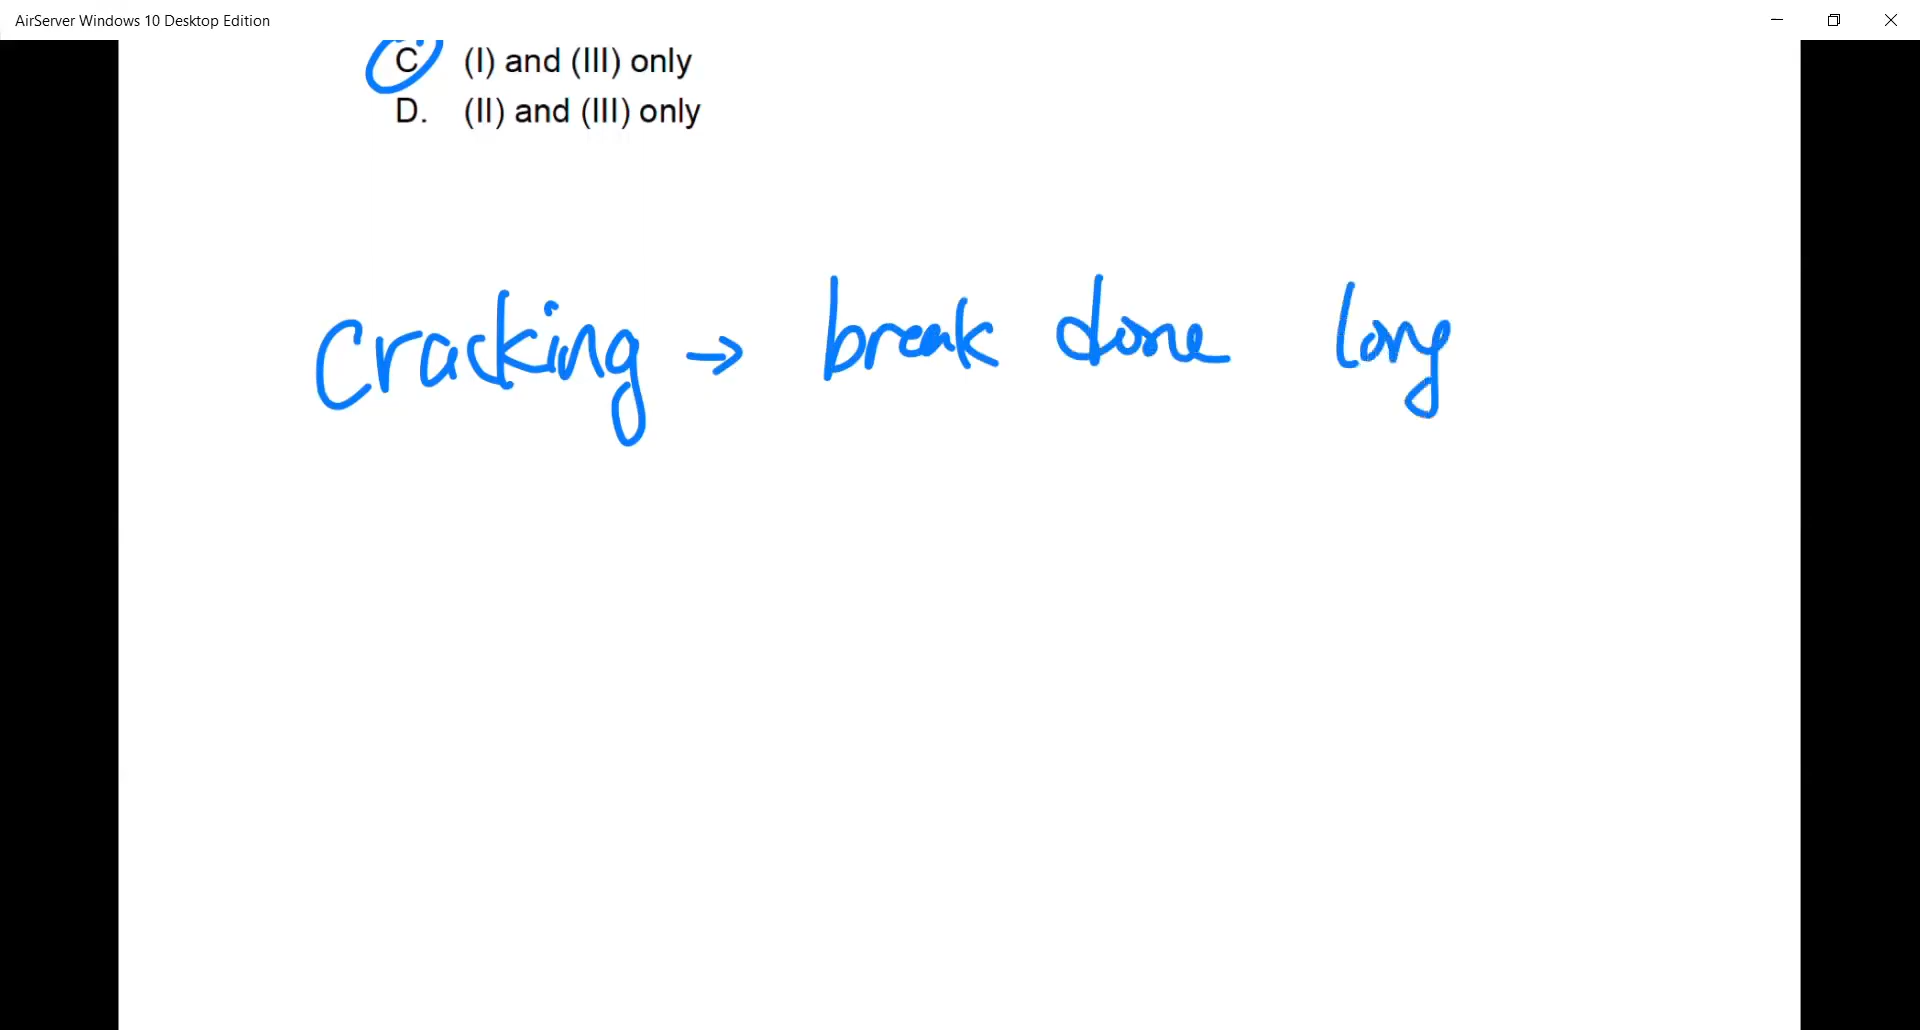 AirServer Windows 10 Desktop Edition
C (I) and (III) only
D. (II) and (III) only
Cracking → break done long